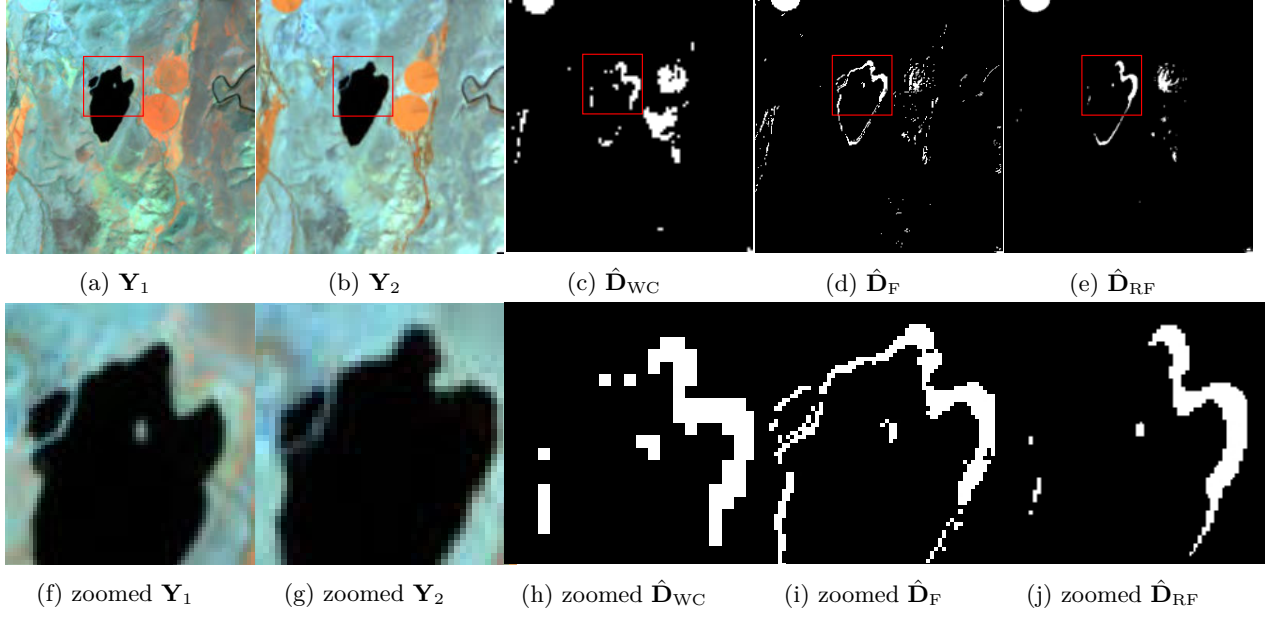 (a) Y₁ (b) Y₂ (c) D̂_WC (d) D̂_F (e) D̂_RF
(f) zoomed Y₁ (g) zoomed Y₂ (h) zoomed D̂_WC (i) zoomed D̂_F (j) zoomed D̂_RF